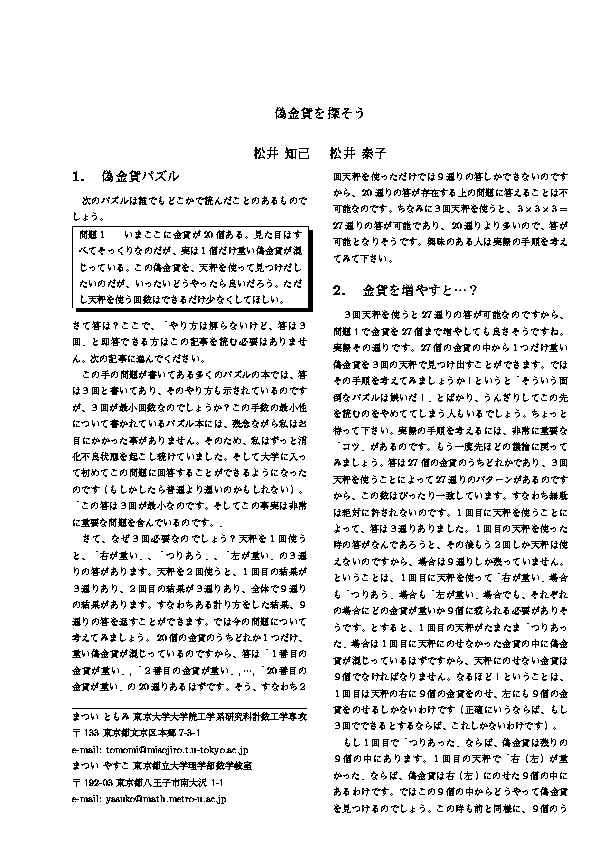 偽金貨を探そう
松井 知己　松井 泰子
1.　偽金貨パズル
次のパズルは誰でもどこかで読んだことのあるもので
しょう。
問題 1　いまここに金貨が 20 個ある。見た目はす
べてそっくりなのだが、実は 1 個だけ重い偽金貨が混
じっている。この偽金貨を、天秤を使って見つけだし
たいのだが、いったいどうやったら良いだろう。ただ
し天秤を使う回数はできるだけ少なくしてほしい。
さて答は？ここで、「やり方は解らないけど、答は 3
回」と即答できる方はこの記事を読む必要はありませ
ん。次の記事に進んでください。
この手の問題が書いてある多くのパズルの本では、答
は 3 回と書いてあり、そのやり方も示されているのです
が、3 回が最小回数なのでしょうか？この手数の最小性
について書かれているパズル本には、残念ながら私はお
目にかかった事がありません。そのため、私はずっと消
化不良状態を起こし続けていました。そして大学に入っ
て初めてこの問題に回答することができるようになった
のです（もしかしたら普通より遅いのかもしれない）。
「この答は 3 回が最小なのです。そしてこの事実は非常
に重要な問題を含んでいるのです。」
さて、なぜ 3 回必要なのでしょう？天秤を 1 回使う
と、「右が重い」、「つりあう」、「左が重い」の 3 通
りの答があります。天秤を 2 回使うと、1 回目の結果が
3 通りあり、2 回目の結果が 3 通りあり、全体で 9 通り
の結果があります。すなわちある計り方をした結果、9
通りの答を返すことができます。では今の問題について
考えてみましょう。20 個の金貨のうちどれか 1 つだけ、
重い偽金貨が混じっているのですから、答は「1 番目の
金貨が重い」,「2 番目の金貨が重い」,…,「20 番目の
金貨が重い」の 20 通りあるはずです。そう、すなわち 2
まつい ともみ 東京大学大学院工学系研究科計数工学専攻
〒 133 東京都文京区本郷 7-3-1
e-mail: tomomi@misojiro.t.u-tokyo.ac.jp
まつい やすこ 東京都立大学理学部数学教室
〒 192-03 東京都八王子市南大沢 1-1
e-mail: yasuko@math.metro-u.ac.jp
回天秤を使っただけでは 9 通りの答しかできないのです
から、20 通りの答が存在する上の問題に答えることは不
可能なのです。ちなみに 3 回天秤を使うと、3 × 3 × 3 =
27 通りの答が可能であり、20 通りより多いので、答が
可能となりそうです。興味のある人は実際の手順を考え
てみて下さい。
2.　金貨を増やすと…？
3 回天秤を使うと 27 通りの答が可能なのですから、
問題 1 で金貨を 27 個まで増やしても良さそうですね。
実際その通りです。27 個の金貨の中から 1 つだけ重い
偽金貨を 3 回の天秤で見つけ出すことができます。では
その手順を考えてみましょうか！というと「そういう面
倒なパズルは嫌いだ！」とばかり、うんざりしてこの先
を読むのをやめててしまう人もいるでしょう。ちょっと
待って下さい。実際の手順を考えるには、非常に重要な
「コツ」があるのです。もう一度先ほどの議論に戻って
みましょう。答は 27 個の金貨のうちどれかであり、3 回
天秤を使うことによって 27 通りのパターンがあるのです
から、この数はぴったり一致しています。すなわち無駄
は絶対に許されないのです。1 回目に天秤を使うことに
よって、答は 3 通りありました。1 回目の天秤を使った
時の答がなんであろうと、その後もう 2 回しか天秤は使
えないのですから、場合は 9 通りしか残っていません。
ということは、1 回目に天秤を使って「右が重い」場合
も「つりあう」場合も「左が重い」場合でも、それぞれ
の場合にどの金貨が重いか 9 個に絞られる必要がありそ
うです。とすると、1 回目の天秤がたまたま「つりあっ
た」場合は 1 回目に天秤にのせなかった金貨の中に偽金
貨が混じっているはずですから、天秤にのせない金貨は
9 個でなければなりません。なるほど！ということは、
1 回目は天秤の右に 9 個の金貨をのせ、左にも 9 個の金
貨をのせるしかないわけです（正確にいうならば、もし
3 回でできるとするならば、これしかないわけです）。
もし 1 回目で「つりあった」ならば、偽金貨は残りの
9 個の中にあります。1 回目の天秤で「右（左）が重
かった」ならば、偽金貨は右（左）にのせた 9 個の中に
あるわけです。ではこの 9 個の中からどうやって偽金貨
を見つけるのでしょう。この時も前と同様に、9 個のう